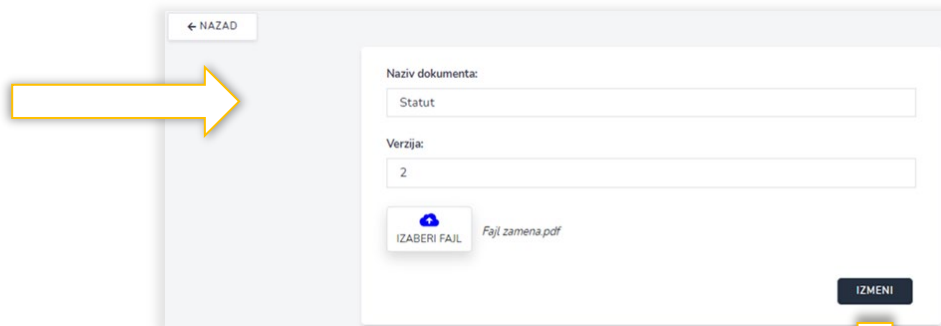 ← NAZAD
Naziv dokumenta:
Statut
Verzija:
2
IZABERI FAJL
Fajl zamena.pdf
IZMENI